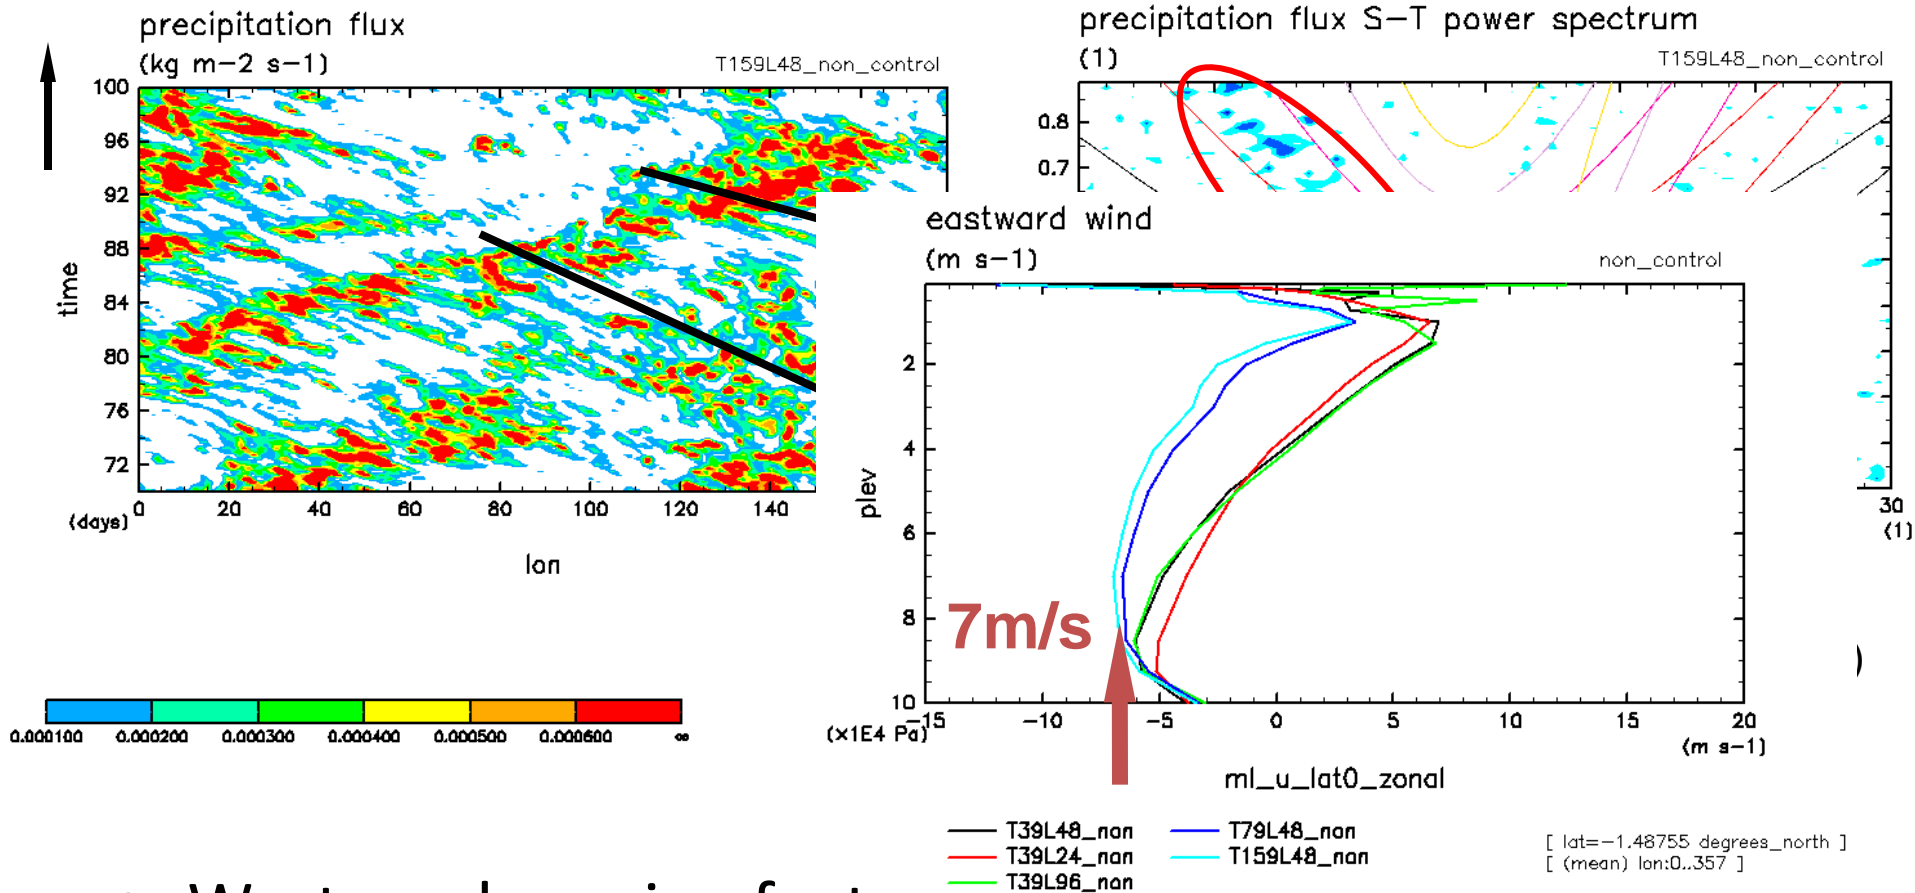 precipitation flux
(kg m-2 s-1)
T159L48_non_control
100
96
92
88
84
80
76
72
time
(days)
0 20 40 60 80 100 120 140
lon
0.000100 0.000200 0.000300 0.000400 0.000500 0.000600 ∞
precipitation flux S-T power spectrum
(1)
T159L48_non_control
0.8
0.7
30
(1)
eastward wind
(m s-1)
non_control
2
4
6
8
10
plev
(×1E4 Pa)
-15 -10 -5 0 5 10 15 20
(m s-1)
7m/s
ml_u_lat0_zonal
T39L48_non
T39L24_non
T39L96_non
T79L48_non
T159L48_non
[ lat=-1.48755 degrees_north ]
[ (mean) lon:0..357 ]